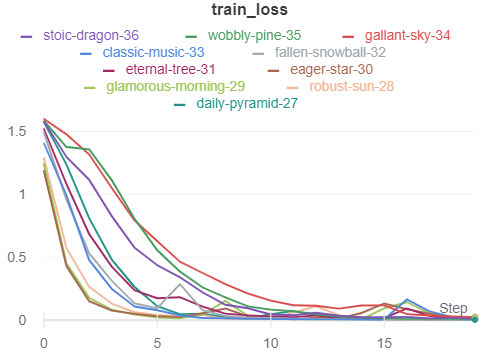 train_loss
stoic-dragon-36 wobbly-pine-35 gallant-sky-34
classic-music-33 fallen-snowball-32
eternal-tree-31 eager-star-30
glamorous-morning-29 robust-sun-28
daily-pyramid-27
1.5
1
0.5
Step
0
0 5 10 15